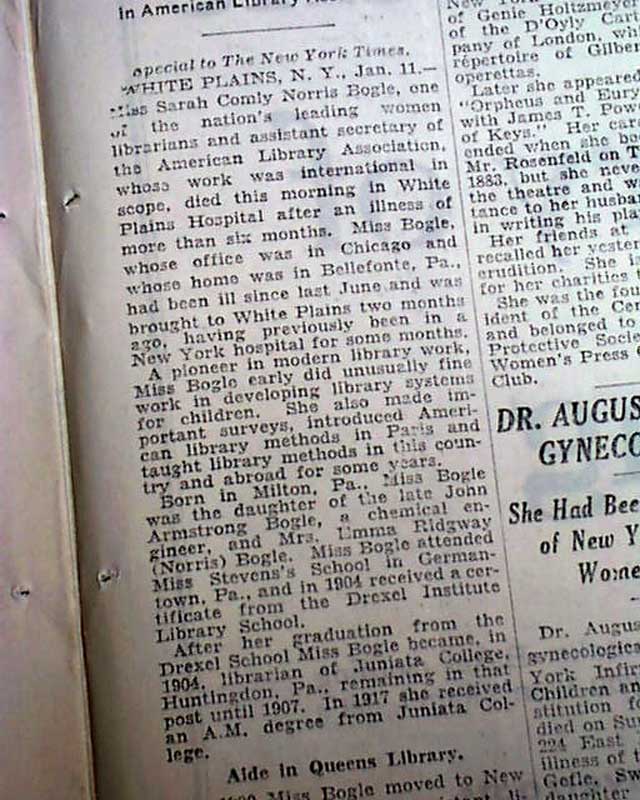 in American Library
Special to The New York Times.
WHITE PLAINS, N. Y., Jan. 11.—
Miss Sarah Comly Norris Bogle, one
of the nation's leading women
librarians and assistant secretary of
the American Library Association,
whose work was international in
scope, died this morning in White
Plains Hospital after an illness of
more than six months. Miss Bogle,
whose office was in Chicago and
whose home was in Bellefonte, Pa.,
had been ill since last June and was
brought to White Plains two months
ago, having previously been in a
New York hospital for some months.
A pioneer in modern library work,
Miss Bogle early did unusually fine
work in developing library systems
for children. She also made im-
portant surveys, introduced Ameri-
can library methods in Paris and
taught library methods in this coun-
try and abroad for some years.
Born in Milton, Pa., Miss Bogle
was the daughter of the late John
Armstrong Bogle, a chemical en-
gineer, and Mrs. Emma Ridgway
(Norris) Bogle. Miss Bogle attended
Miss Stevens's School in German-
town, Pa., and in 1904 received a cer-
tificate from the Drexel Institute
Library School.
After her graduation from the
Drexel School Miss Bogle became, in
1904, librarian of Juniata College,
Huntingdon, Pa., remaining in that
post until 1907. In 1917 she received
an A.M. degree from Juniata Col-
lege.
Aide in Queens Library.
Miss Bogle moved to New
New York
of Genie Holtzmeyer
of the D'Oyly Car
pany of London, wh
répertoire of Gilber
operettas.
Later she appeared
"Orpheus and Eury
with James T. Pow
of Keys." Her care
ended when she be
Mr. Rosenfeld on T
1883, but she neve
the theatre and w
tance to her husban
in writing his pla
Her friends at
recalled her yester
erudition. She is
for her charities
She was the fou
ident of the Ce
and belonged to
Protective Socie
Women's Press
Club.
DR. AUGUS
GYNECO
She Had Bee
of New Y
Wome
Dr. Augus
gynecologica
York Infir
Children an
stitution fo
died on Su
224 East
illness of t
Gefle, Sw
daughter